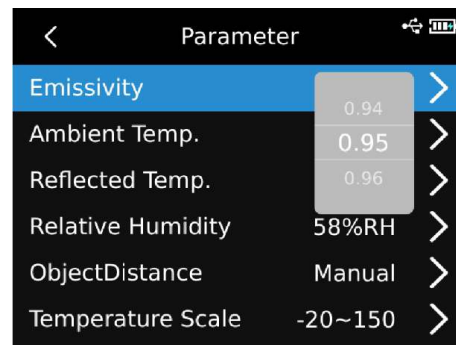 Parameter
Emissivity
0.94
Ambient Temp.
0.95
Reflected Temp.
0.96
Relative Humidity 58%RH
ObjectDistance Manual
Temperature Scale -20~150